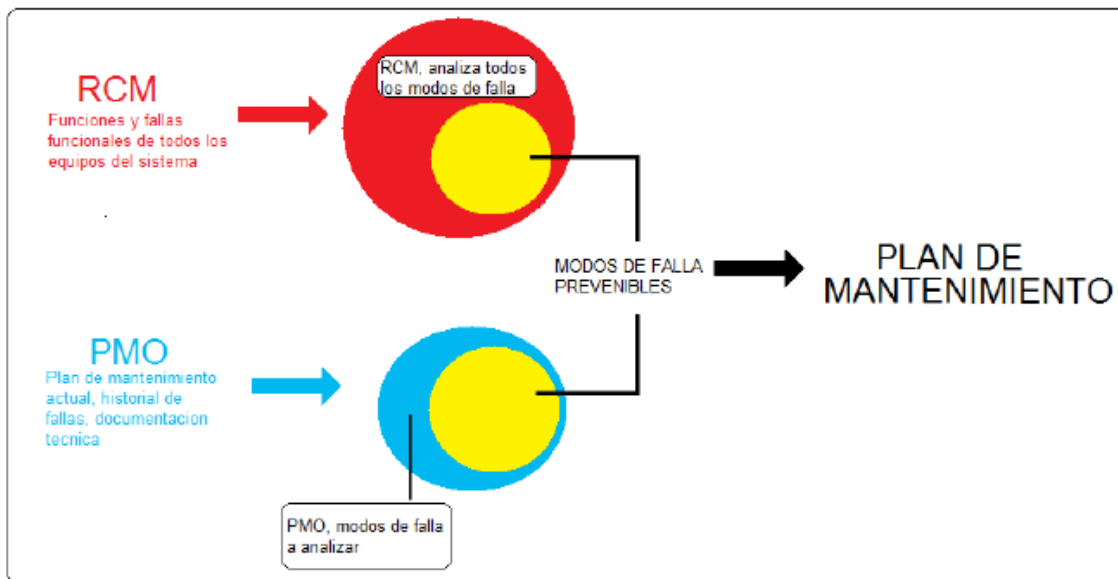 RCM
Funciones y fallas
funcionales de todos los
equipos del sistema
RCM, analiza todos
los modos de falla
MODOS DE FALLA
PREVENIBLES
PLAN DE
MANTENIMIENTO
PMO
Plan de mantenimiento
actual, historial de
fallas, documentacion
tecnica
PMO, modos de falla
a analizar